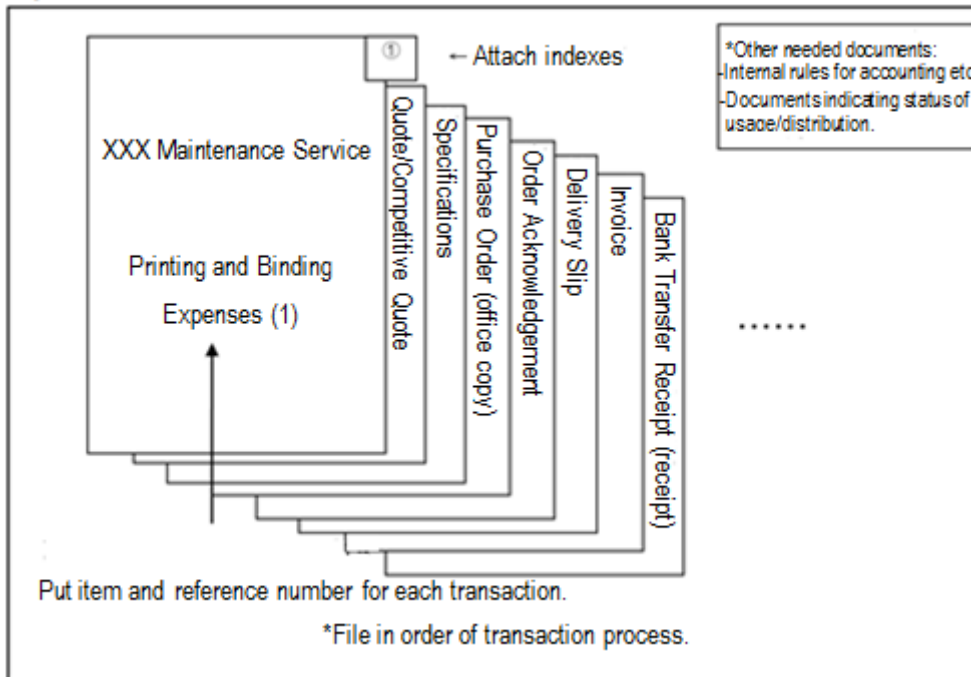 ①
← Attach indexes
*Other needed documents:
-Internal rules for accounting etc
-Documents indicating status of
usage/distribution.
XXX Maintenance Service
Printing and Binding
Expenses (1)
Quote/Competitive Quote
Specifications
Purchase Order (office copy)
Order Acknowledgement
Delivery Slip
Invoice
Bank Transfer Receipt (receipt)
......
Put item and reference number for each transaction.
*File in order of transaction process.